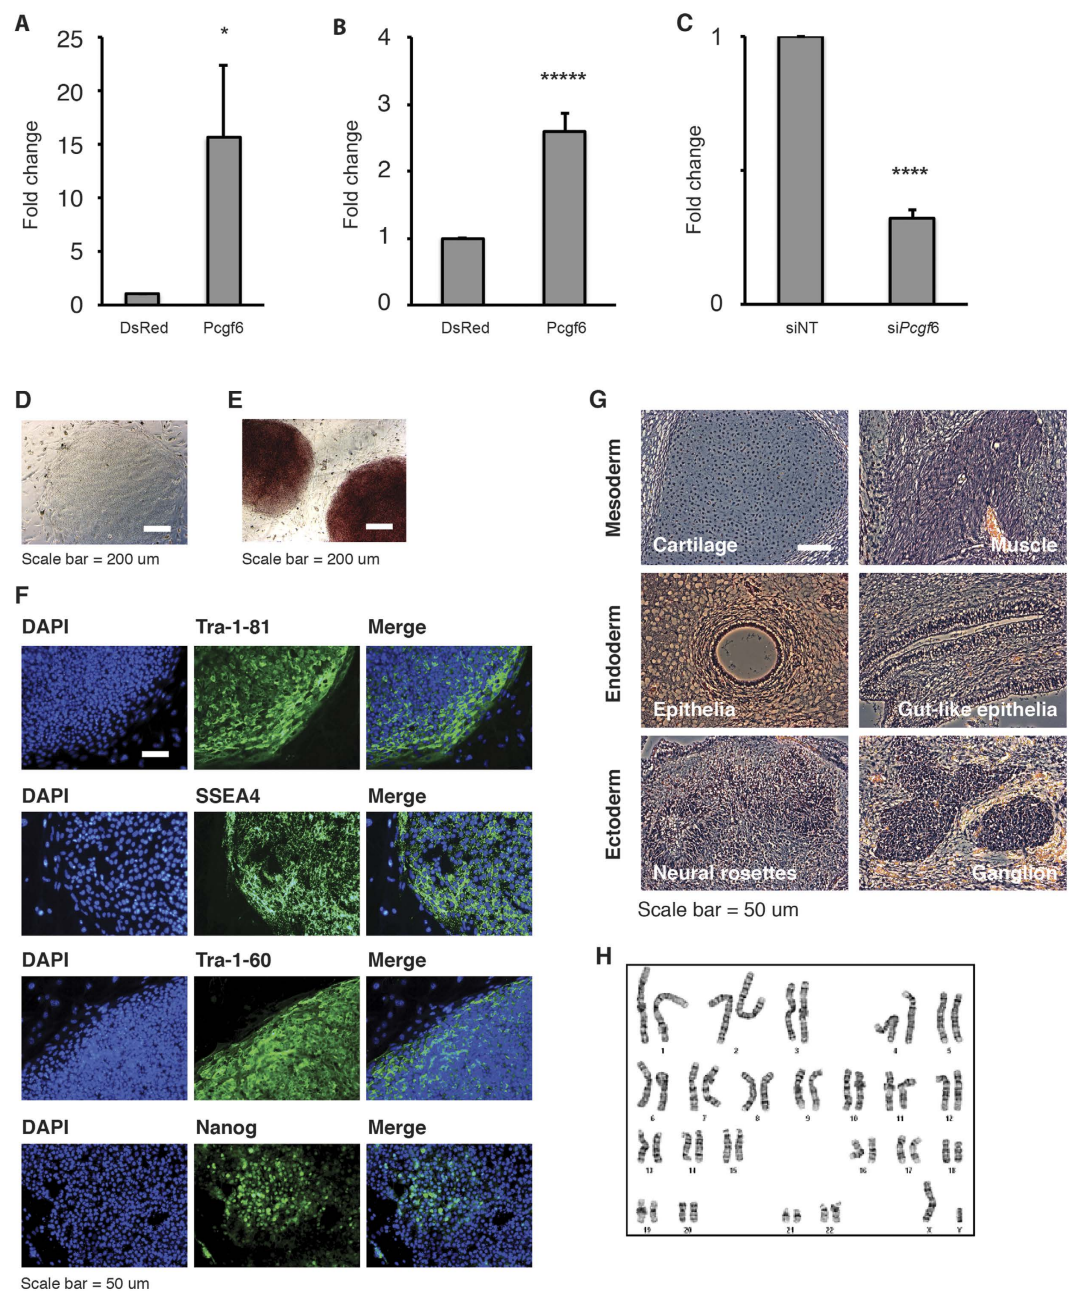 A
Fold change
25
20
15
10
5
0
*
DsRed
Pcgf6
B
Fold change
4
3
2
1
0
*****
DsRed
Pcgf6
C
Fold change
1
0
****
siNT
siPcgf6
D
Scale bar = 200 um
E
Scale bar = 200 um
F
DAPI Tra-1-81 Merge
DAPI SSEA4 Merge
DAPI Tra-1-60 Merge
DAPI Nanog Merge
Scale bar = 50 um
G
Mesoderm
Cartilage
Muscle
Endoderm
Epithelia
Gut-like epithelia
Ectoderm
Neural rosettes
Ganglion
Scale bar = 50 um
H
1 2 3 4 5
6 7 8 9 10 11 12
13 14 15 16 17 18
19 20 21 22 X Y